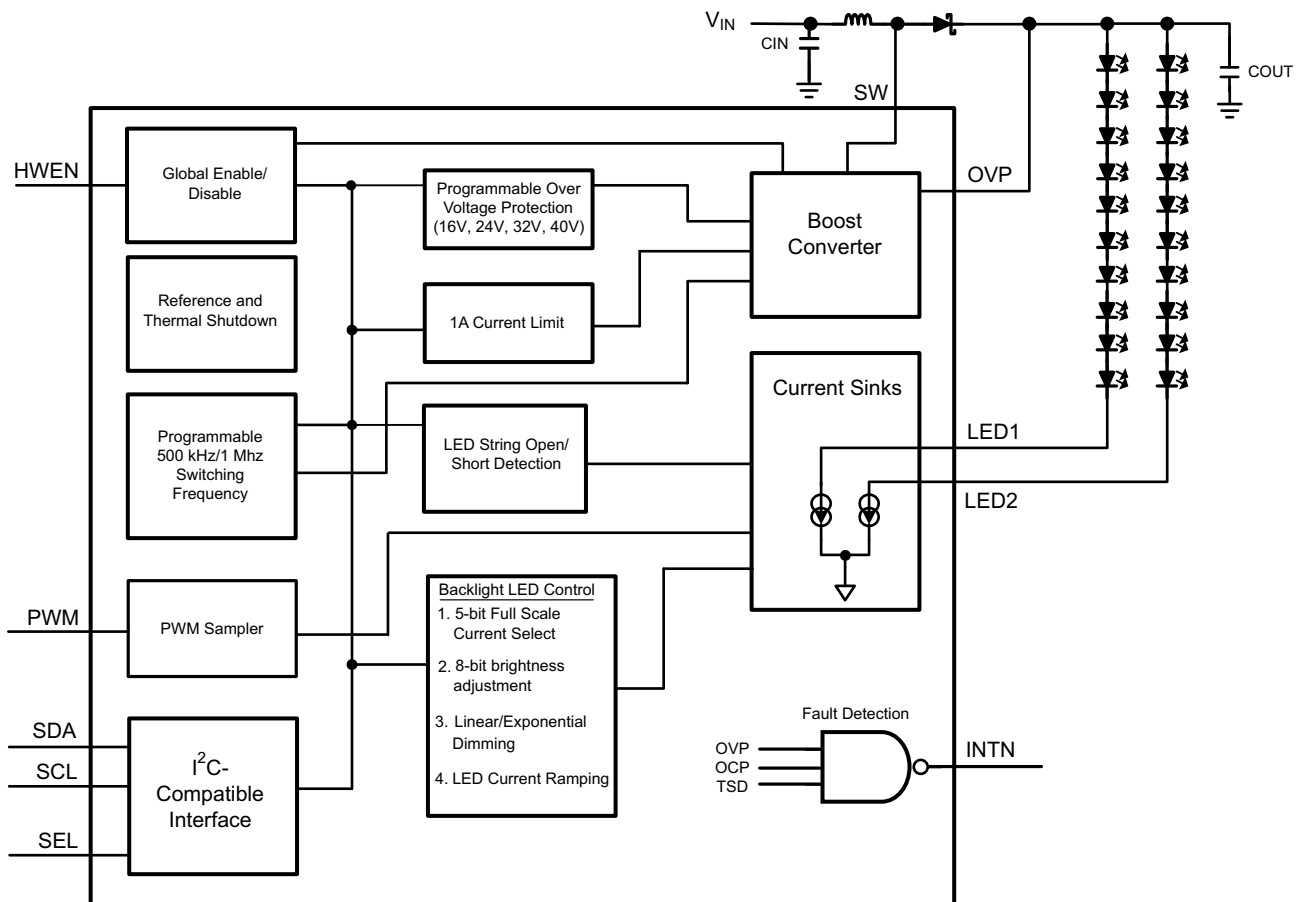 VIN
CIN
COUT
SW
HWEN
Global Enable/
Disable
Programmable Over
Voltage Protection
(16V, 24V, 32V, 40V)
Boost
Converter
OVP
Reference and
Thermal Shutdown
1A Current Limit
Current Sinks
Programmable
500 kHz/1 Mhz
Switching
Frequency
LED String Open/
Short Detection
LED1
LED2
PWM
PWM Sampler
Backlight LED Control
1. 5-bit Full Scale
Current Select
2. 8-bit brightness
adjustment
3. Linear/Exponential
Dimming
4. LED Current Ramping
SDA
SCL
SEL
I²C-
Compatible
Interface
Fault Detection
OVP
OCP
TSD
INTN